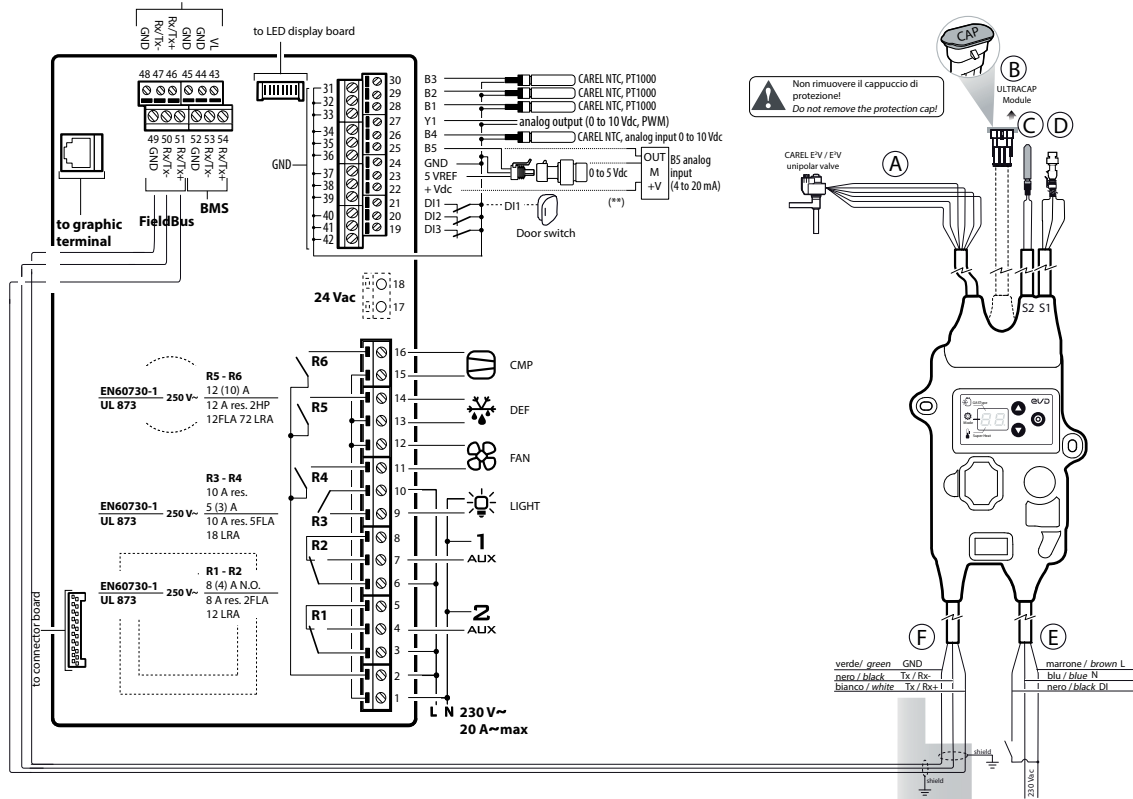 GND
Rx/Tx-
Rx/Tx+
GND
GND
VL
48 47 46 45 44 43
49 50 51 52 53 54
GND
Rx/Tx-
Rx/Tx+
GND
Rx/Tx-
Rx/Tx+
FieldBus
BMS
to graphic
terminal
to LED display board
GND
31
32
33
34
35
36
37
38
39
40
41
42
30
29
28
27
26
25
24
23
22
21
20
19
B3
CAREL NTC, PT1000
B2
CAREL NTC, PT1000
B1
CAREL NTC, PT1000
Y1
analog output (0 to 10 Vdc, PWM)
B4
CAREL NTC, analog input 0 to 10 Vdc
B5
GND
5 VREF
+ Vdc
0 to 5 Vdc
OUT
M
+V
B5 analog
input
(4 to 20 mA)
(**)
DI1
DI2
DI3
DI1
Door switch
24 Vac
18
17
R6
R5
R4
R3
R2
R1
16
15
14
13
12
11
10
9
8
7
6
5
4
3
2
1
CMP
DEF
FAN
LIGHT
1
AUX
2
AUX
L N 230 V~
20 A~max
EN60730-1
UL 873
250 V~
R5 - R6
12 (10) A
12 A res. 2HP
12FLA 72 LRA
EN60730-1
UL 873
250 V~
R3 - R4
10 A res.
5 (3) A
10 A res. 5FLA
18 LRA
EN60730-1
UL 873
250 V~
R1 - R2
8 (4) A N.O.
8 A res. 2FLA
12 LRA
to connector board
Non rimuovere il cappuccio di
protezione!
Do not remove the protection cap!
CAP
B
ULTRACAP
Module
C
D
CAREL E²V / E³V
unipolar valve
A
S2 S1
GAS Type
Mode
Super Heat
evD
F
E
verde/ green GND
nero / black Tx / Rx-
bianco / white Tx / Rx+
marrone / brown L
blu / blue N
nero / black DI
shield
shield
230 Vac